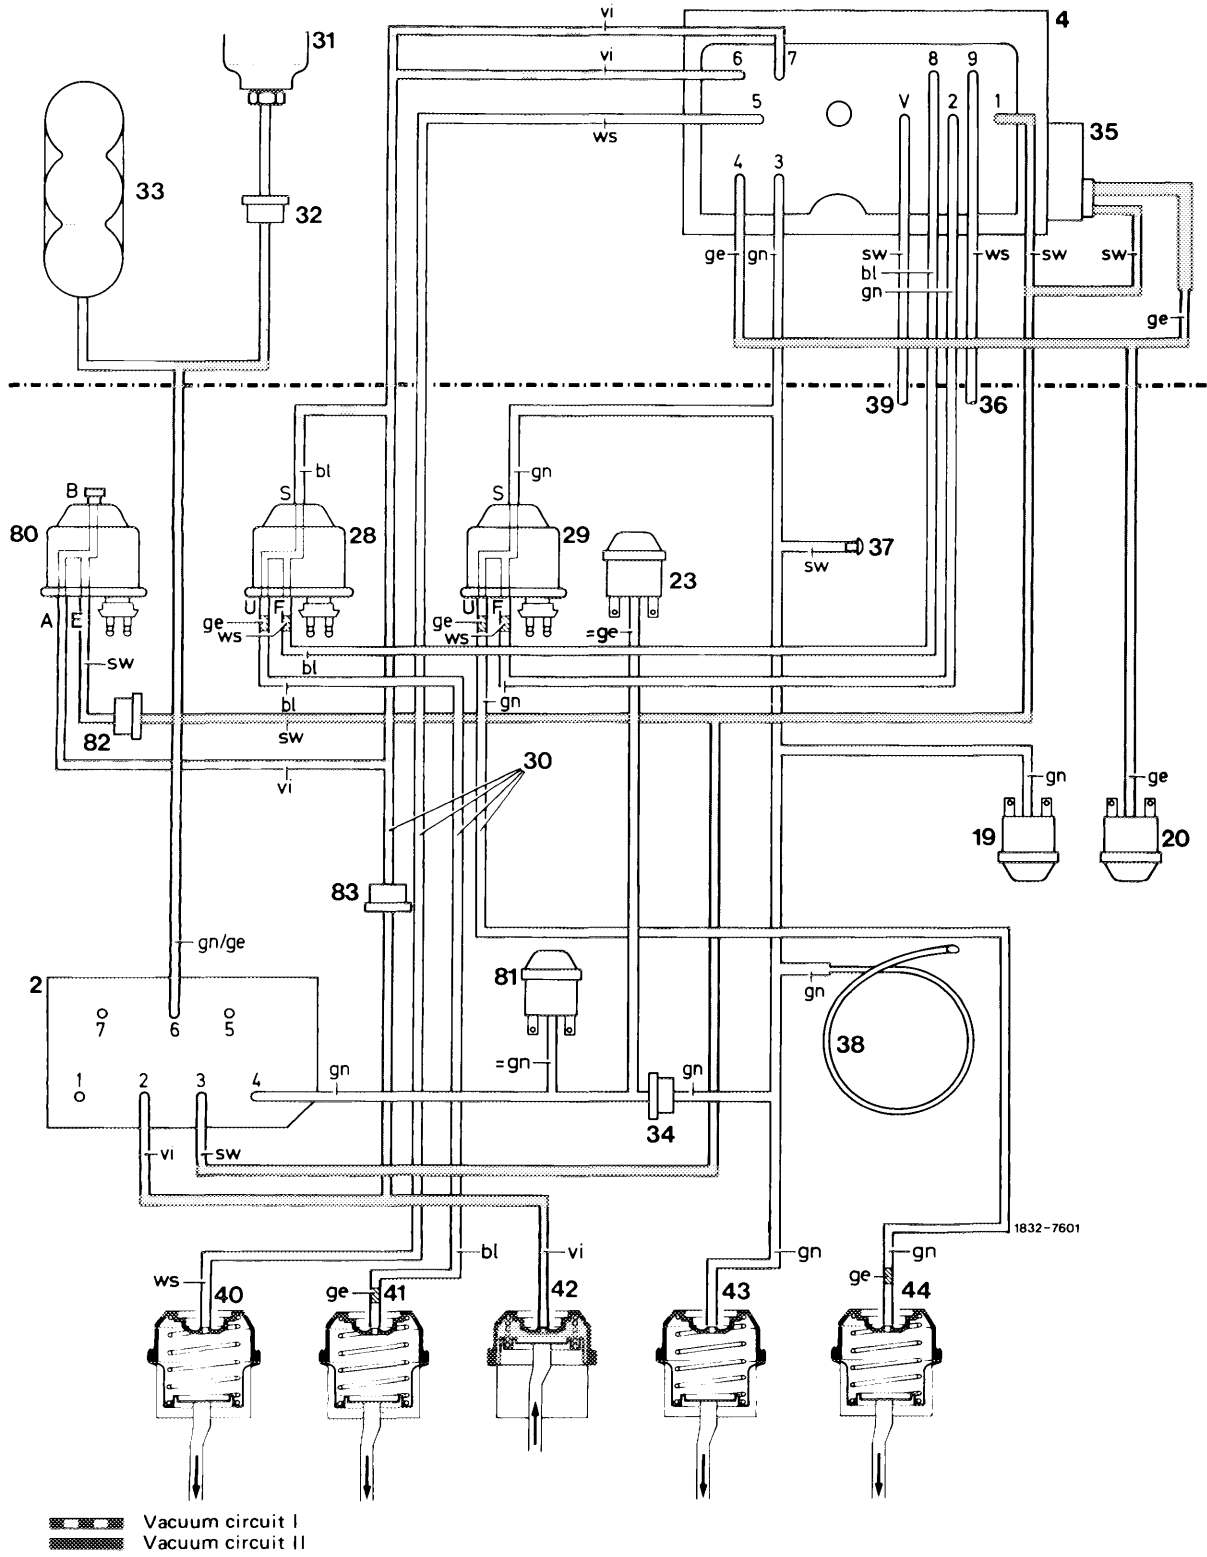 vi
4
31
6
7
8
9
vi
5
V
2
1
35
ws
33
32
4
3
ge
gn
sw
ws
sw
sw
bl
gn
ge
39
36
bl
gn
B
S
S
80
28
29
37
23
sw
A
E
U
F
U
F
ge
ws
ge
ws
=ge
sw
bl
bl
gn
82
sw
30
vi
gn
ge
19
20
83
gn/ge
2
81
gn
7
6
5
38
=gn
1
2
3
4
gn
gn
34
vi
sw
1832-7601
bl
vi
gn
gn
ws
ge
ge
40
41
42
43
44
Vacuum circuit I
Vacuum circuit II